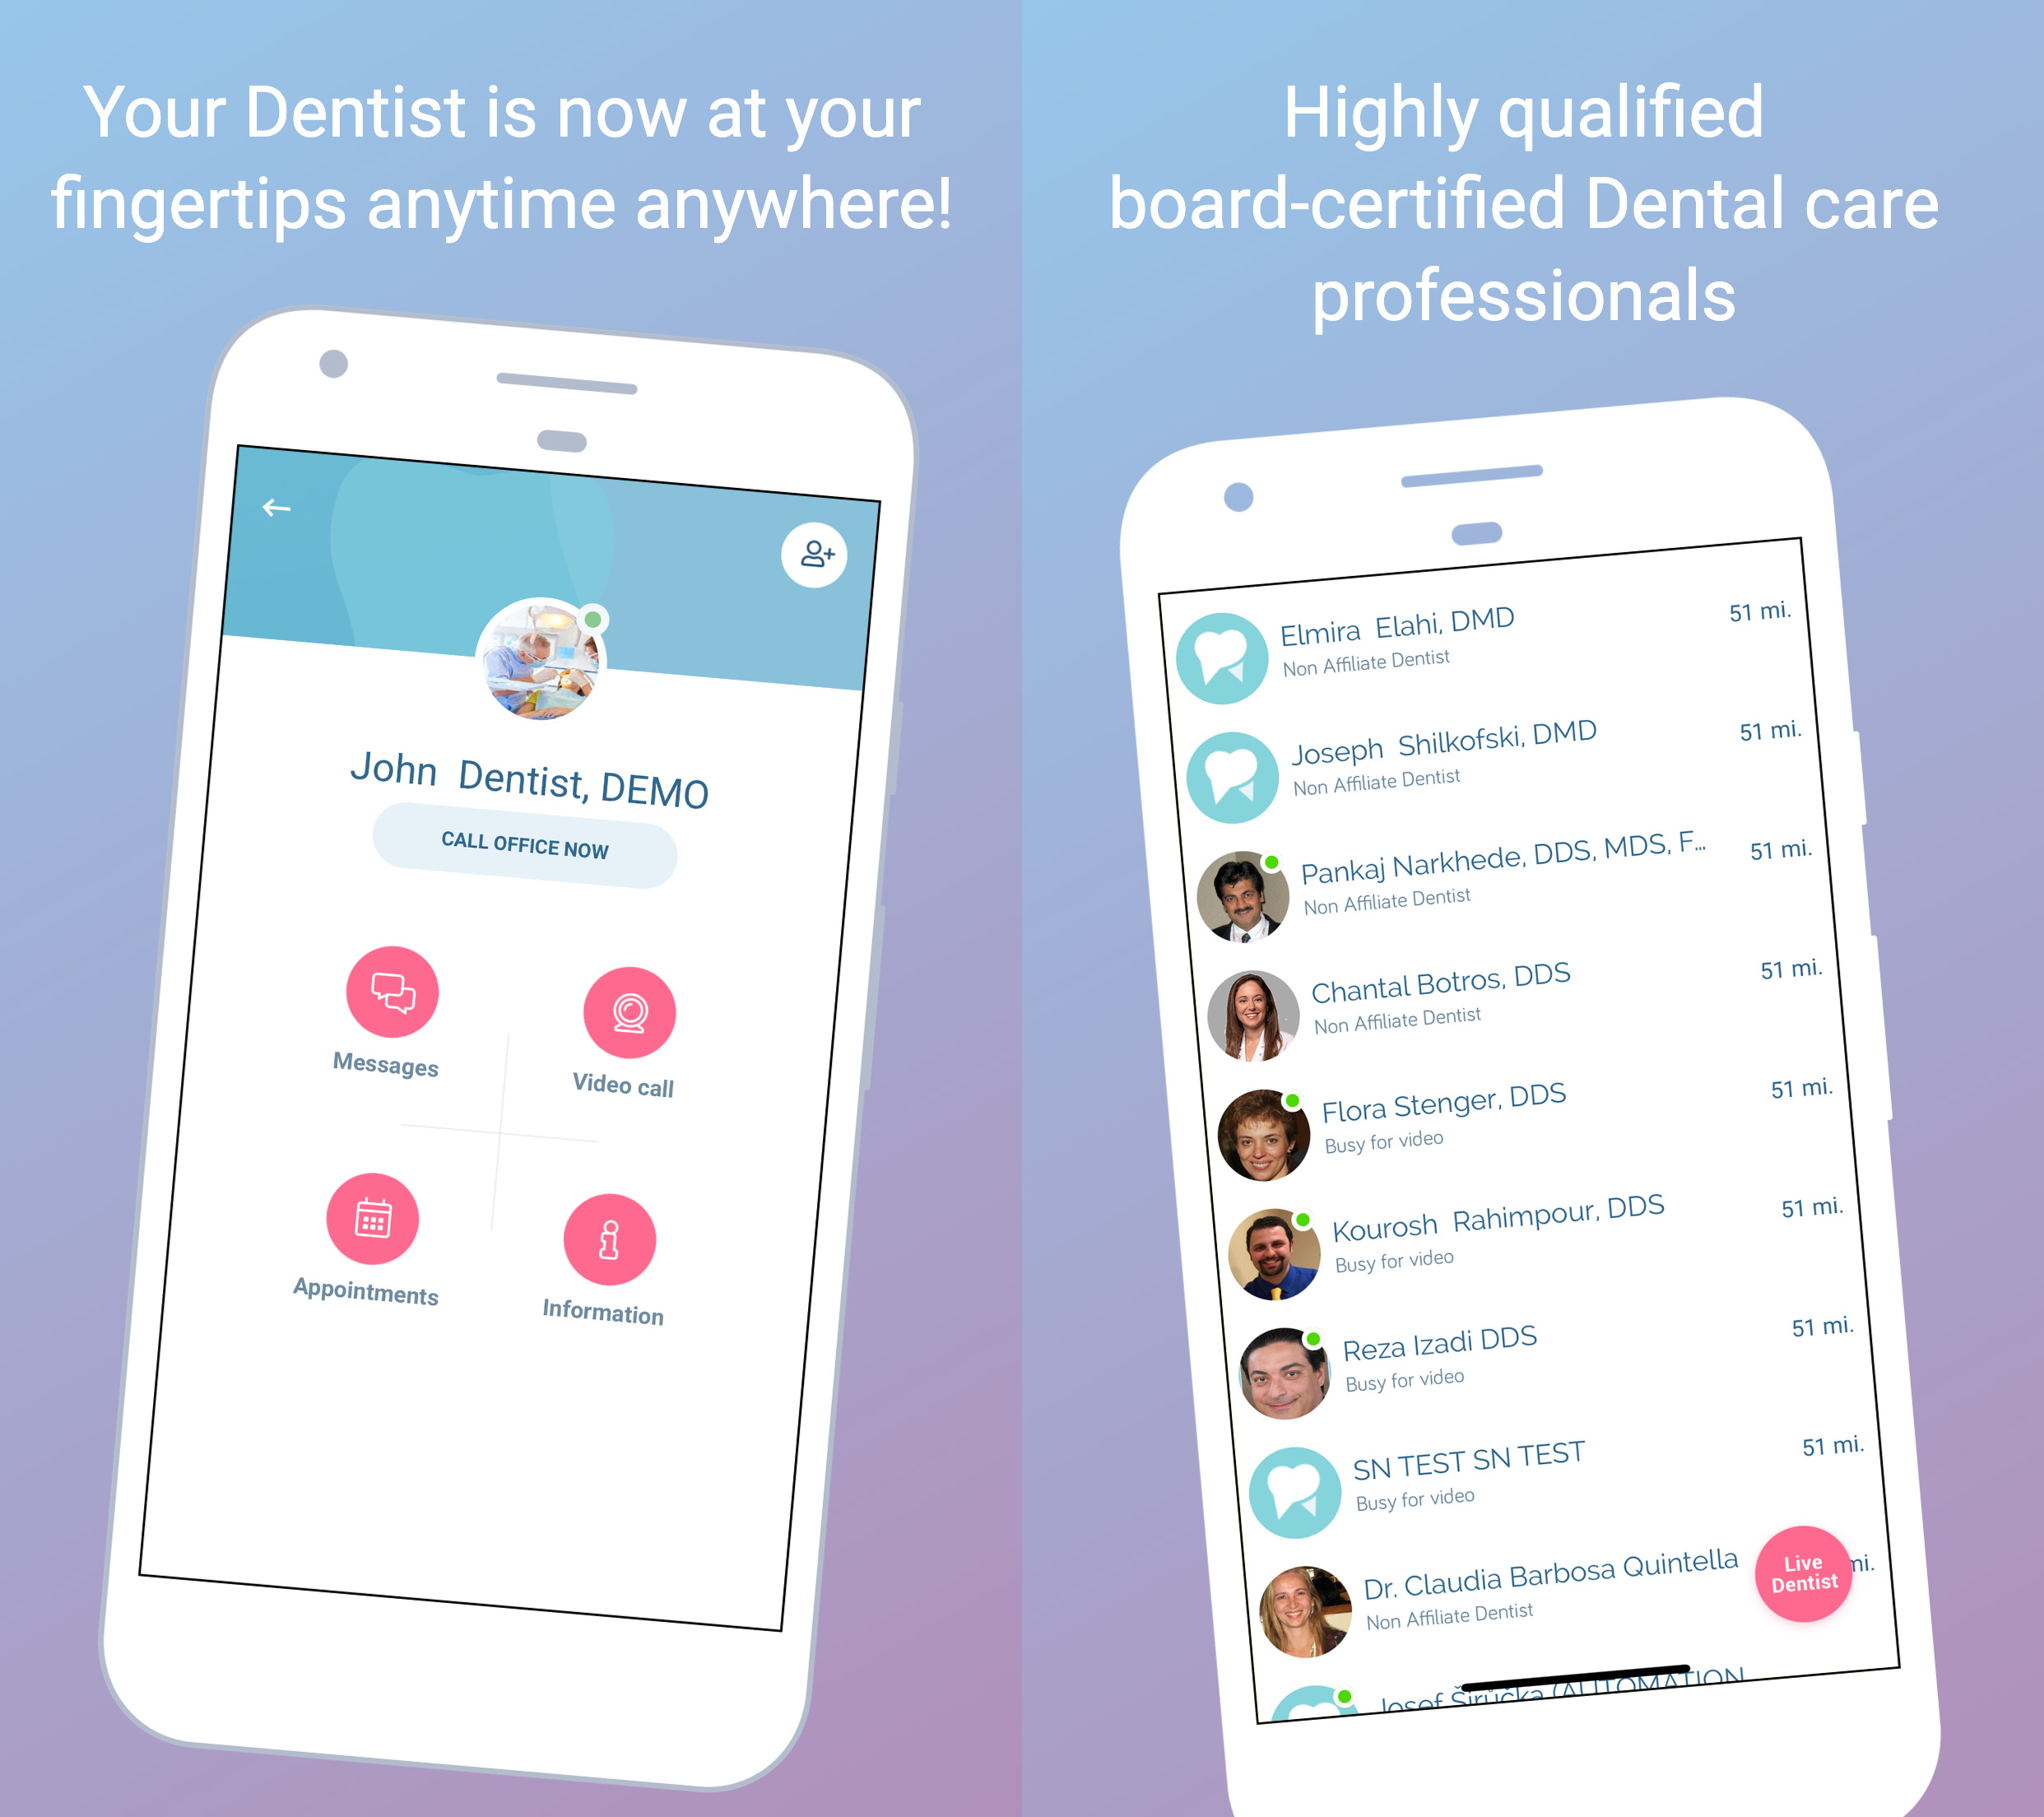 Your Dentist is now at your
fingertips anytime anywhere!
John Dentist, DEMO
CALL OFFICE NOW
Messages
Video call
Appointments
Information
Highly qualified
board-certified Dental care
professionals
Elmira Elahi, DMD
51 mi.
Non Affiliate Dentist
Joseph Shilkofski, DMD
51 mi.
Non Affiliate Dentist
Pankaj Narkhede, DDS, MDS, F...
51 mi.
Non Affiliate Dentist
Chantal Botros, DDS
51 mi.
Non Affiliate Dentist
Flora Stenger, DDS
51 mi.
Busy for video
Kourosh Rahimpour, DDS
51 mi.
Busy for video
Reza Izadi DDS
51 mi.
Busy for video
SN TEST SN TEST
51 mi.
Busy for video
Dr. Claudia Barbosa Quintella
mi.
Non Affiliate Dentist
Live
Dentist
Josef (AUTOMATION